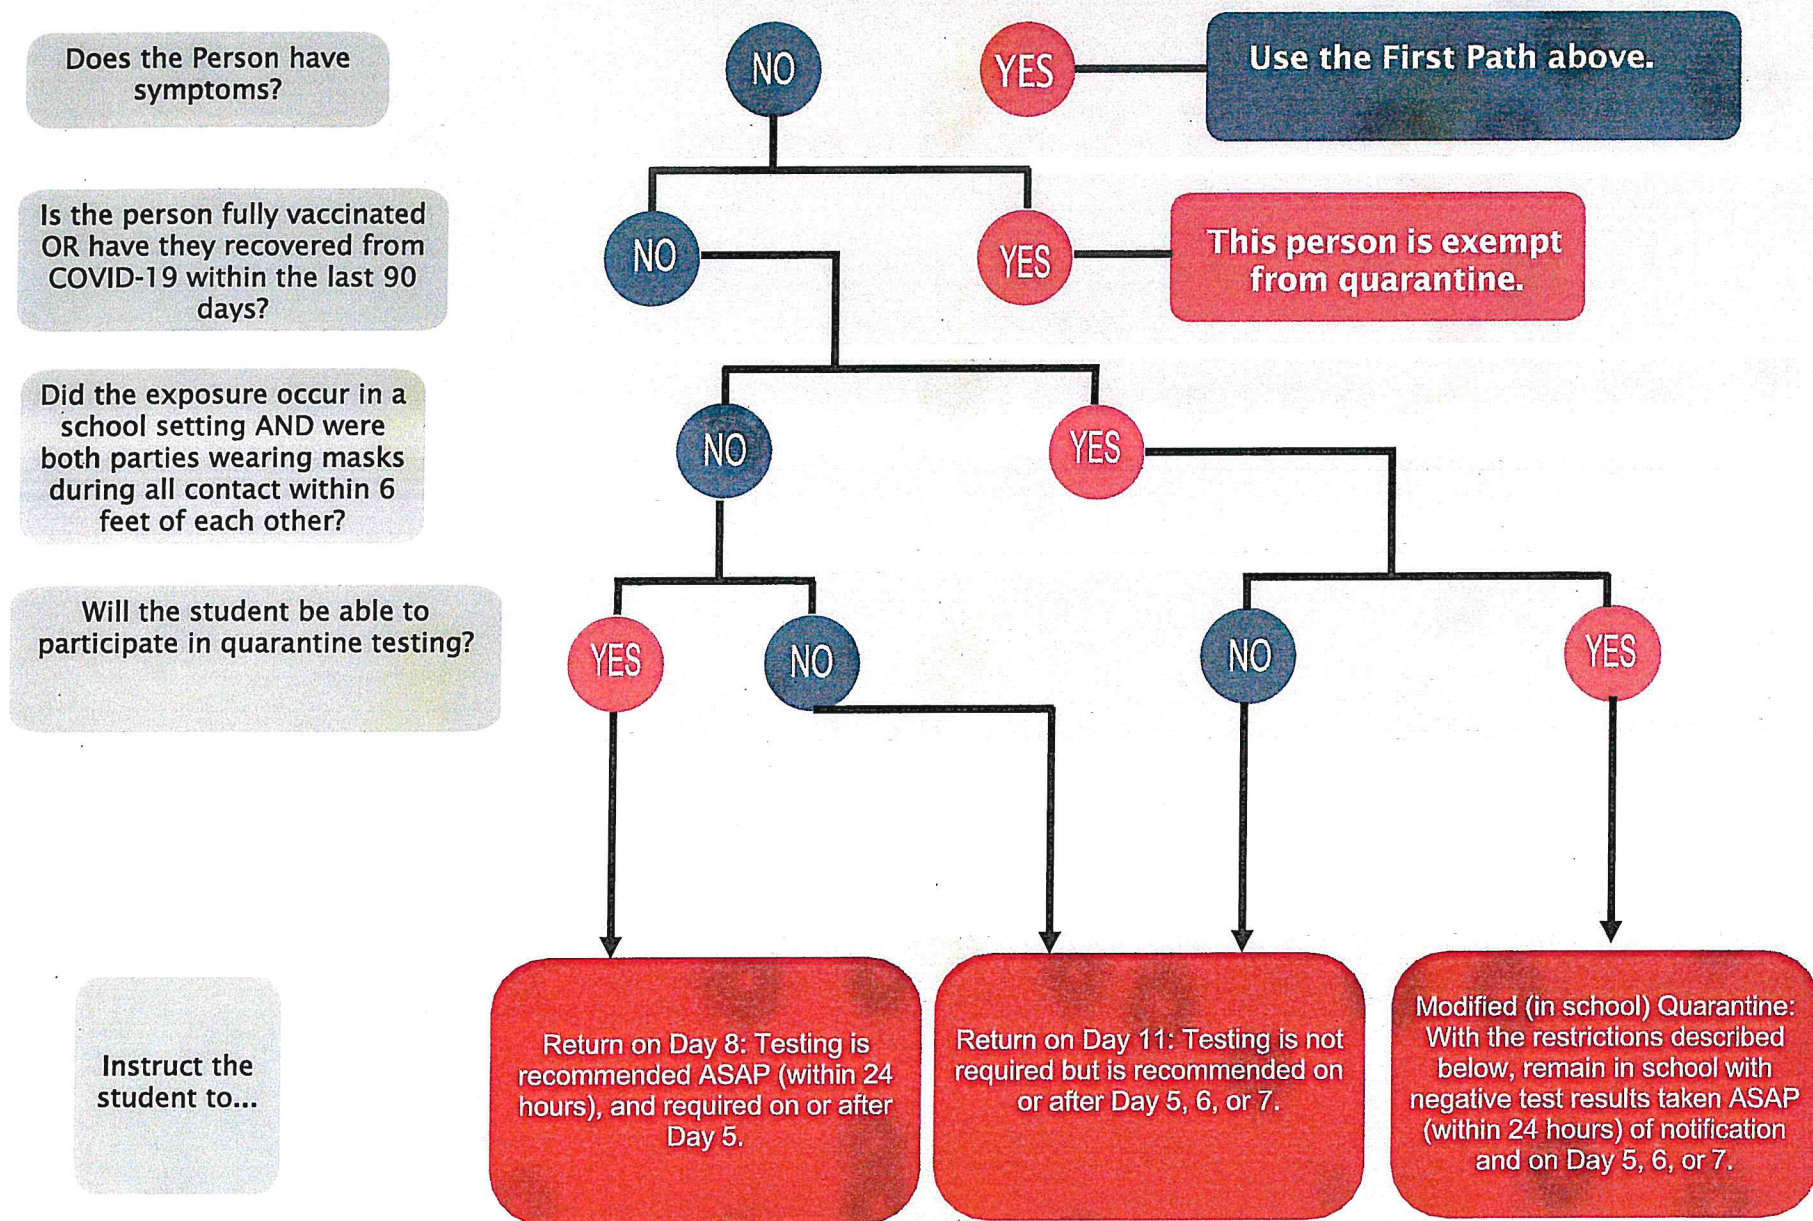 Does the Person have
symptoms?
NO
YES
Use the First Path above.
Is the person fully vaccinated
OR have they recovered from
COVID-19 within the last 90
days?
NO
YES
This person is exempt
from quarantine.
Did the exposure occur in a
school setting AND were
both parties wearing masks
during all contact within 6
feet of each other?
NO
YES
Will the student be able to
participate in quarantine testing?
YES
NO
NO
YES
Instruct the
student to...
Return on Day 8: Testing is
recommended ASAP (within 24
hours), and required on or after
Day 5.
Return on Day 11: Testing is not
required but is recommended on
or after Day 5, 6, or 7.
Modified (in school) Quarantine:
With the restrictions described
below, remain in school with
negative test results taken ASAP
(within 24 hours) of notification
and on Day 5, 6, or 7.